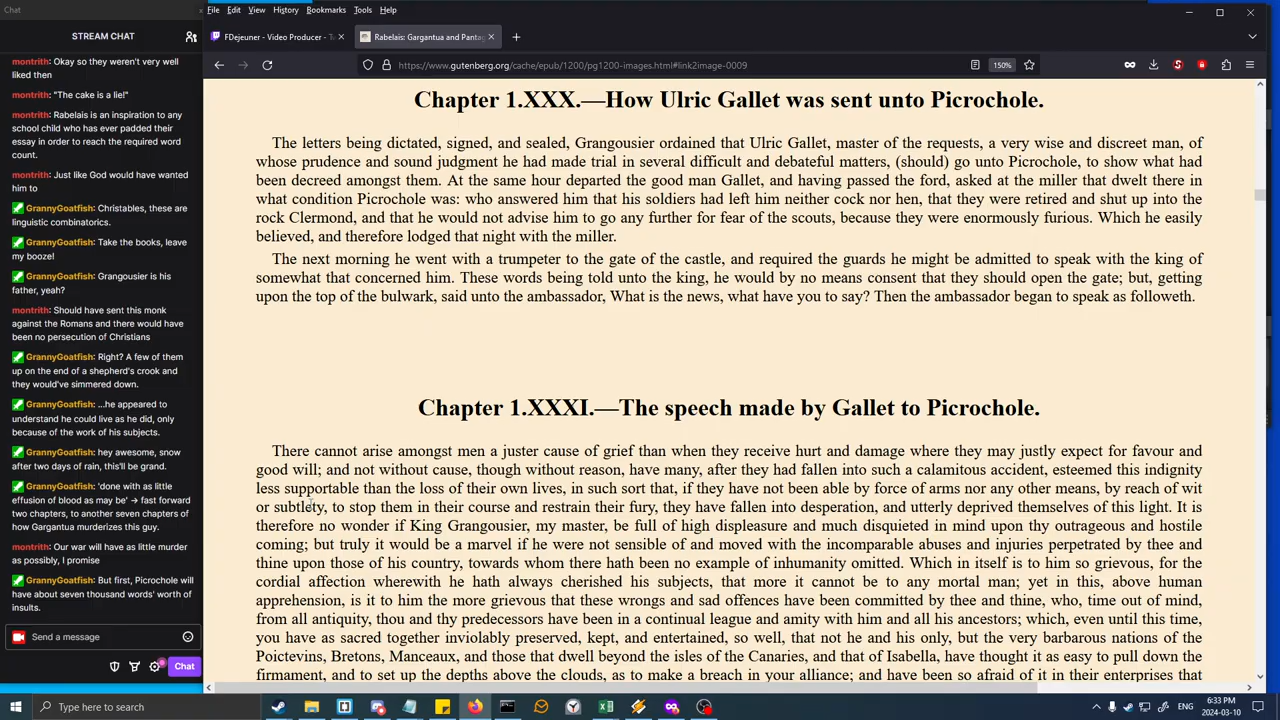 Chat
STREAM CHAT
montrith: Okay so they weren't very well
liked then
montrith: "The cake is a lie!"
montrith: Rabelais is an inspiration to any
school child who has ever padded their
essay in order to reach the required word
count.
montrith: Just like God would have wanted
him to
GrannyGoatfish: Christables, these are
linguistic combinatorics.
GrannyGoatfish: Take the books, leave
my booze!
GrannyGoatfish: Grangousier is his
father, yeah?
montrith: Should have sent this monk
against the Romans and there would have
been no persecution of Christians
GrannyGoatfish: Right? A few of them
up on the end of a shepherd's crook and
they would've simmered down.
GrannyGoatfish: ...he appeared to
understand he could live as he did, only
because of the work of his subjects.
GrannyGoatfish: hey awesome, snow
after two days of rain, this'll be grand.
GrannyGoatfish: 'done with as little
effusion of blood as may be' → fast forward
two chapters, to another seven chapters of
how Gargantua murderizes this guy.
montrith: Our war will have as little murder
as possibly, I promise
GrannyGoatfish: But first, Picrochole will
have about seven thousand words' worth of
insults.
Send a message
Chat
File Edit View History Bookmarks Tools Help
FDejeuner - Video Producer - Tw
Rabelais: Gargantua and Pantag
https://www.gutenberg.org/cache/epub/1200/pg1200-images.html#link2image-0009
150%
Chapter 1.XXX.—How Ulric Gallet was sent unto Picrochole.
The letters being dictated, signed, and sealed, Grangousier ordained that Ulric Gallet, master of the requests, a very wise and discreet man, of
whose prudence and sound judgment he had made trial in several difficult and debateful matters, (should) go unto Picrochole, to show what had
been decreed amongst them. At the same hour departed the good man Gallet, and having passed the ford, asked at the miller that dwelt there in
what condition Picrochole was: who answered him that his soldiers had left him neither cock nor hen, that they were retired and shut up into the
rock Clermond, and that he would not advise him to go any further for fear of the scouts, because they were enormously furious. Which he easily
believed, and therefore lodged that night with the miller.
The next morning he went with a trumpeter to the gate of the castle, and required the guards he might be admitted to speak with the king of
somewhat that concerned him. These words being told unto the king, he would by no means consent that they should open the gate; but, getting
upon the top of the bulwark, said unto the ambassador, What is the news, what have you to say? Then the ambassador began to speak as followeth.
Chapter 1.XXXI.—The speech made by Gallet to Picrochole.
There cannot arise amongst men a juster cause of grief than when they receive hurt and damage where they may justly expect for favour and
good will; and not without cause, though without reason, have many, after they had fallen into such a calamitous accident, esteemed this indignity
less supportable than the loss of their own lives, in such sort that, if they have not been able by force of arms nor any other means, by reach of wit
or subtlety, to stop them in their course and restrain their fury, they have fallen into desperation, and utterly deprived themselves of this light. It is
therefore no wonder if King Grangousier, my master, be full of high displeasure and much disquieted in mind upon thy outrageous and hostile
coming; but truly it would be a marvel if he were not sensible of and moved with the incomparable abuses and injuries perpetrated by thee and
thine upon those of his country, towards whom there hath been no example of inhumanity omitted. Which in itself is to him so grievous, for the
cordial affection wherewith he hath always cherished his subjects, that more it cannot be to any mortal man; yet in this, above human
apprehension, is it to him the more grievous that these wrongs and sad offences have been committed by thee and thine, who, time out of mind,
from all antiquity, thou and thy predecessors have been in a continual league and amity with him and all his ancestors; which, even until this time,
you have as sacred together inviolably preserved, kept, and entertained, so well, that not he and his only, but the very barbarous nations of the
Poictevins, Bretons, Manceaux, and those that dwell beyond the isles of the Canaries, and that of Isabella, have thought it as easy to pull down the
firmament, and to set up the depths above the clouds, as to make a breach in your alliance; and have been so afraid of it in their enterprises that
Type here to search
ENG
6:33 PM
2024-03-10